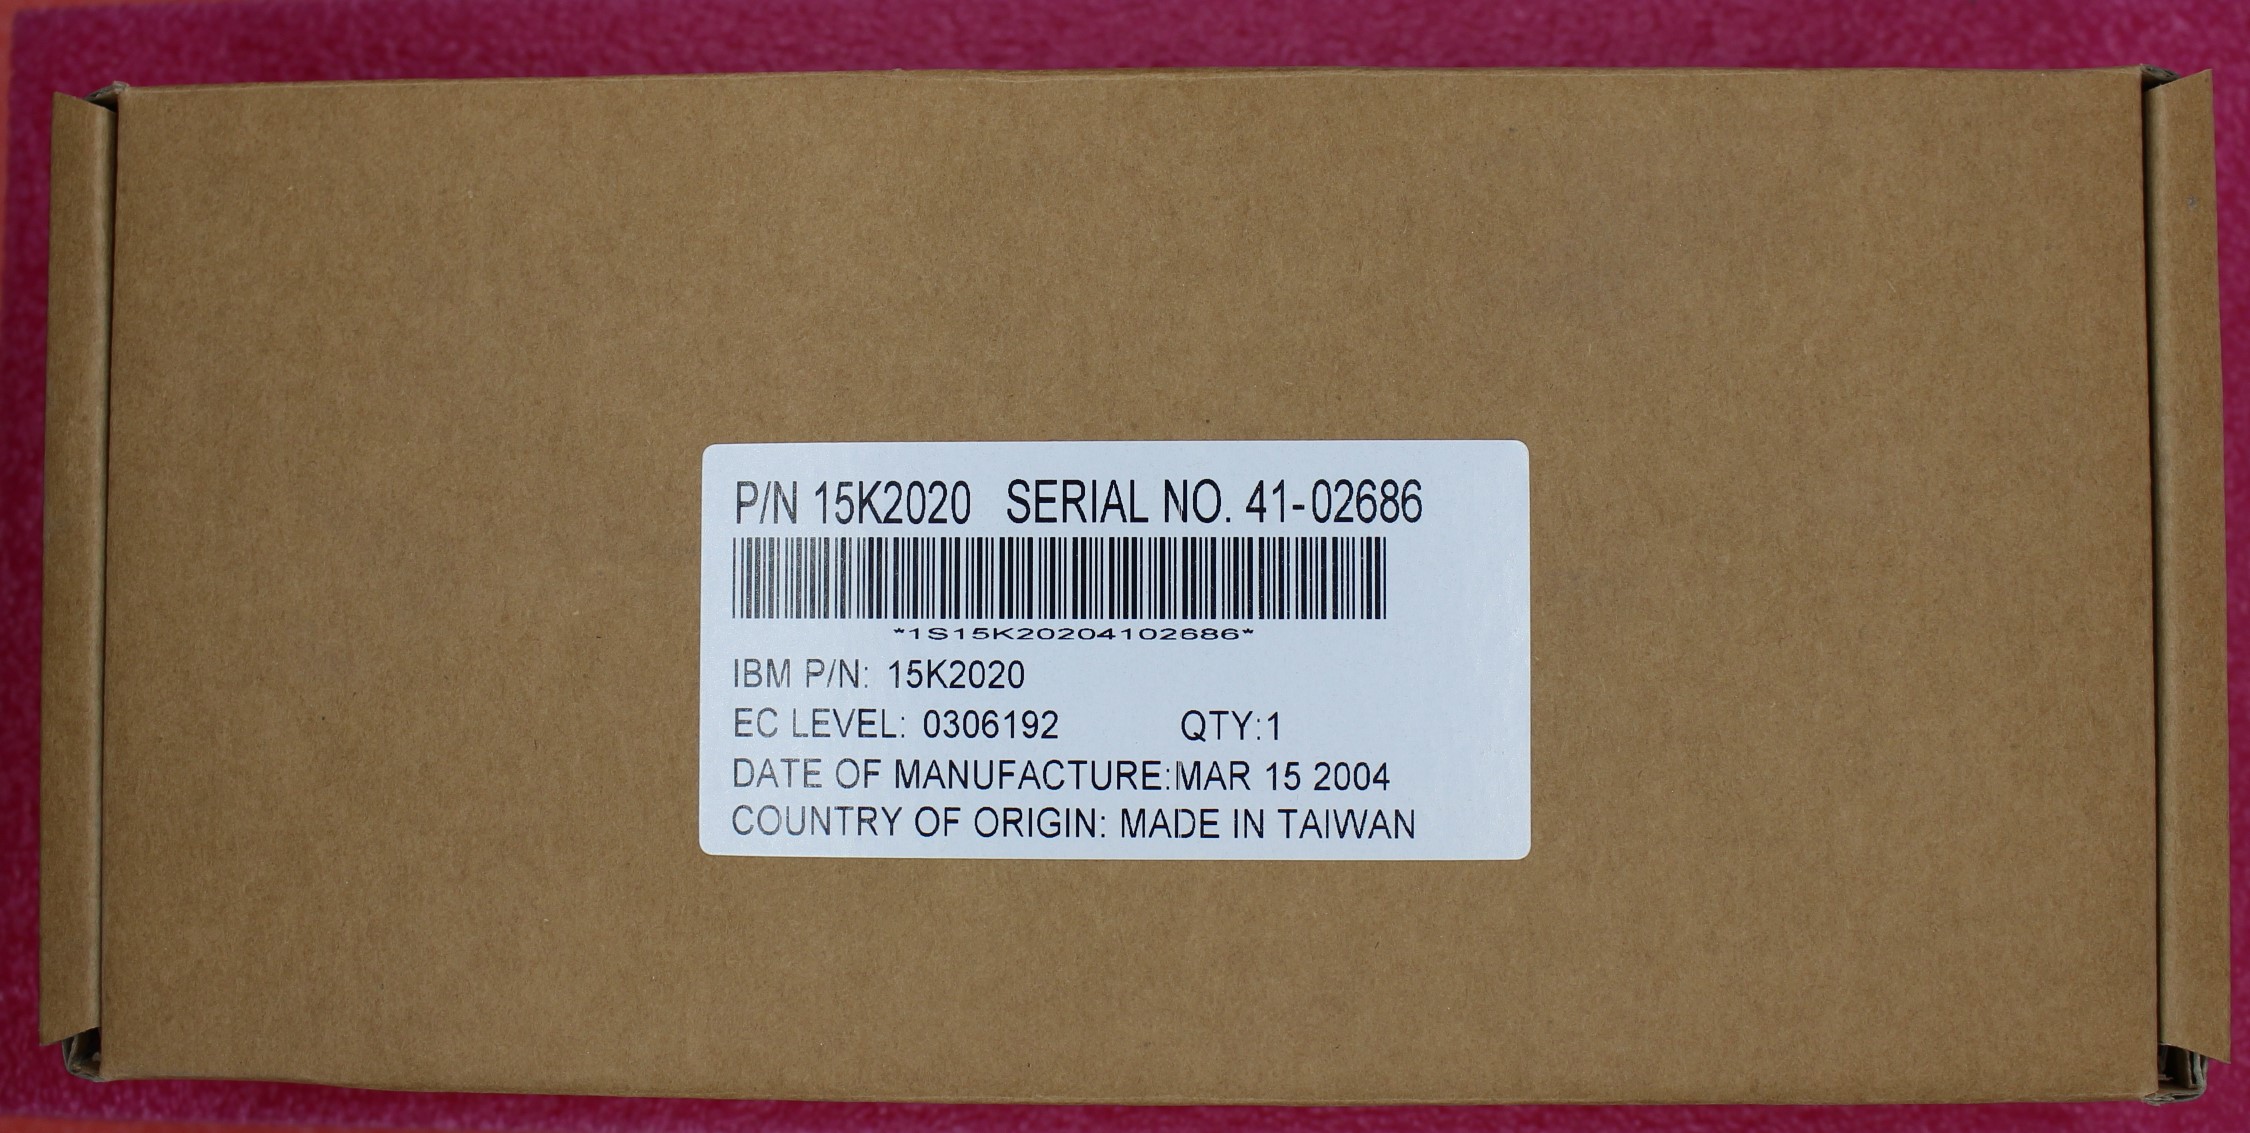 P/N 15K2020 SERIAL NO. 41-02686
*1S15K20204102686*
IBM P/N: 15K2020
EC LEVEL: 0306192 QTY:1
DATE OF MANUFACTURE:MAR 15 2004
COUNTRY OF ORIGIN: MADE IN TAIWAN